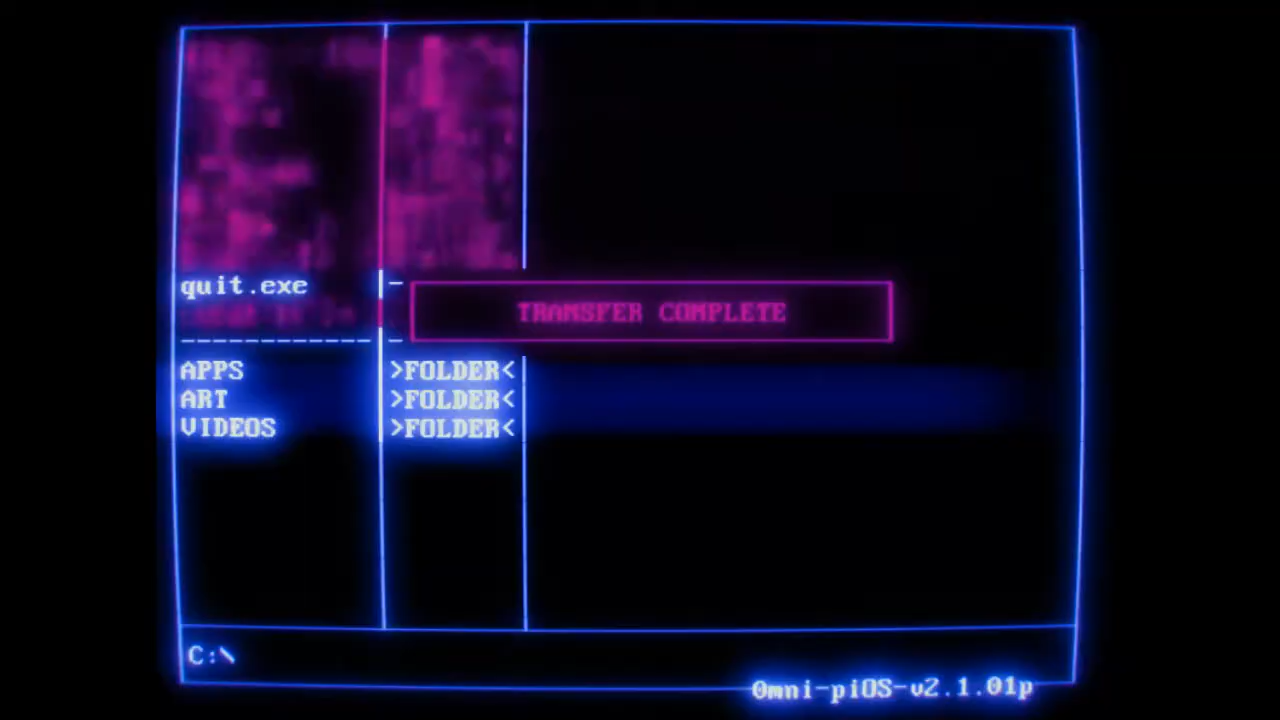 quit.exe -
TRANSFER COMPLETE
------------ -
APPS >FOLDER<
ART >FOLDER<
VIDEOS >FOLDER<
C:\
Omni-piOS-v2.1.01p